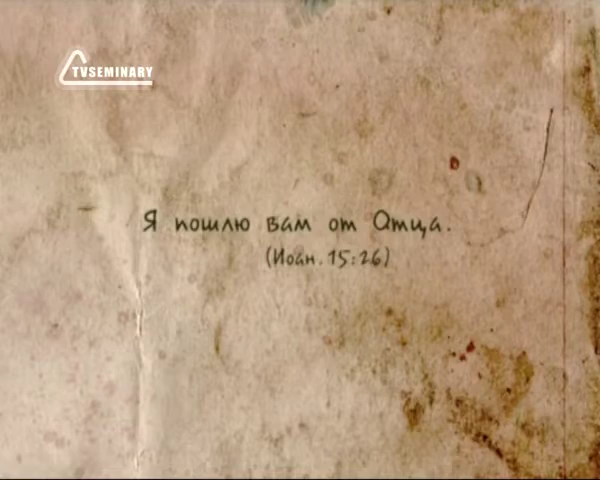 TVSEMINARY
Я пошлю вам от Отца.
(Иоан. 15:26)